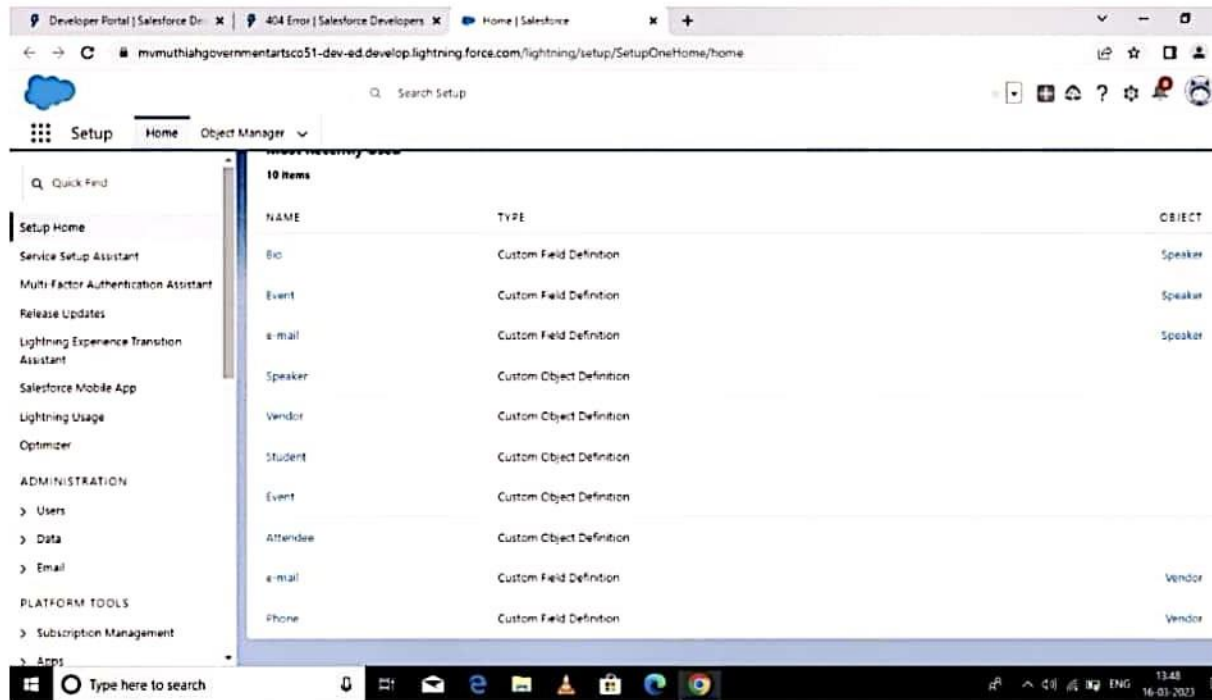 Developer Portal | Salesforce De
404 Error | Salesforce Developers
Home | Salesforce
mvmuthiahgovernmentartsco51-dev-ed.develop.lightning.force.com/lightning/setup/SetupOneHome/home
Search Setup
Setup
Home
Object Manager
Most Recently Used
10 items
Quick Find
NAME TYPE OBJECT
Setup Home
Service Setup Assistant
Multi-Factor Authentication Assistant
Release Updates
Lightning Experience Transition
Assistant
Salesforce Mobile App
Lightning Usage
Optimizer
ADMINISTRATION
Users
Data
Email
PLATFORM TOOLS
Subscription Management
Apps
Bio Custom Field Definition Speaker
Event Custom Field Definition Speaker
e-mail Custom Field Definition Speaker
Speaker Custom Object Definition
Vendor Custom Object Definition
Student Custom Object Definition
Event Custom Object Definition
Attendee Custom Object Definition
e-mail Custom Field Definition Vendor
Phone Custom Field Definition Vendor
Type here to search
ENG
13:48
16-03-2023